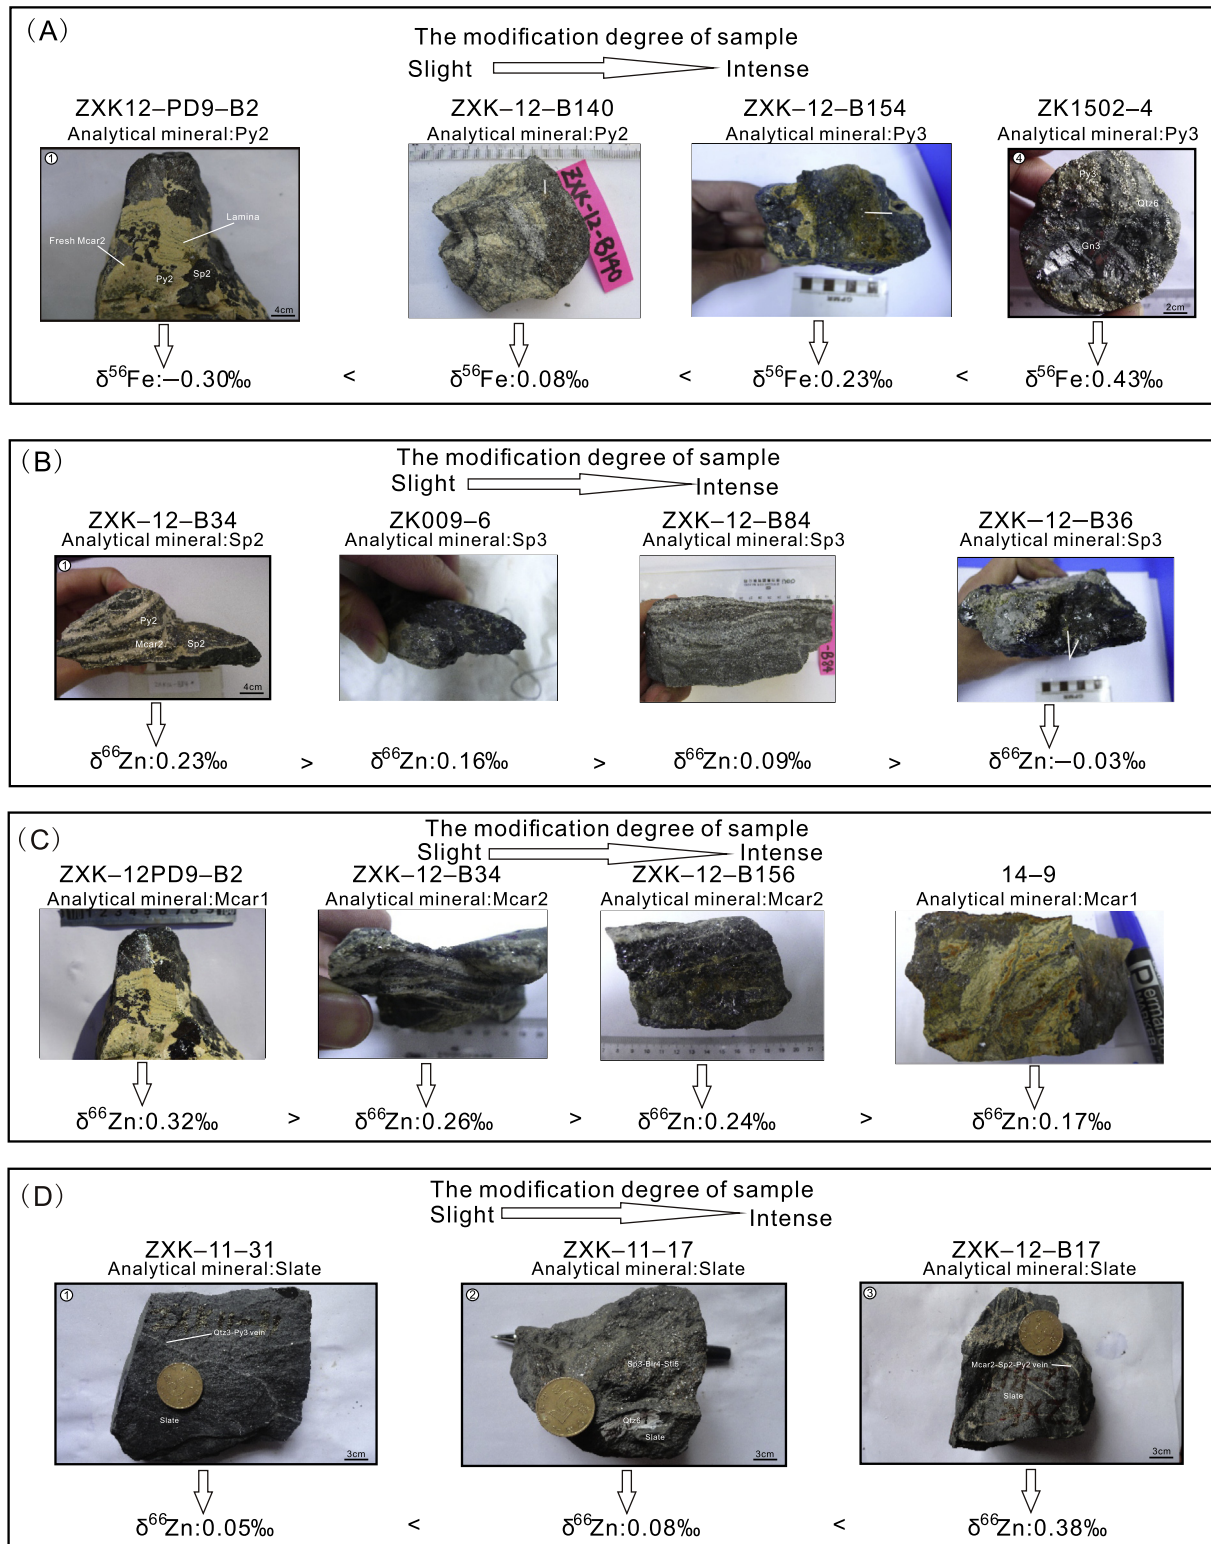 (A)
The modification degree of sample
Slight Intense
ZXK12–PD9–B2 ZXK–12–B140 ZXK–12–B154 ZK1502–4
Analytical mineral:Py2 Analytical mineral:Py2 Analytical mineral:Py3 Analytical mineral:Py3
① Lamina Fresh Mcar2 Py2 Sp2 4cm
ZXK-12-B140
④ Py3 Qtz6 Gn3 2cm
δ56Fe:—0.30‰ < δ56Fe:0.08‰ < δ56Fe:0.23‰ < δ56Fe:0.43‰
(B)
The modification degree of sample
Slight Intense
ZXK–12–B34 ZK009–6 ZXK–12–B84 ZXK–12–B36
Analytical mineral:Sp2 Analytical mineral:Sp3 Analytical mineral:Sp3 Analytical mineral:Sp3
① Py2 Mcar2 Sp2 4cm
-B84
δ66Zn:0.23‰ > δ66Zn:0.16‰ > δ66Zn:0.09‰ > δ66Zn:—0.03‰
(C)
The modification degree of sample
Slight Intense
ZXK–12PD9–B2 ZXK–12–B34 ZXK–12–B156 14–9
Analytical mineral:Mcar1 Analytical mineral:Mcar2 Analytical mineral:Mcar2 Analytical mineral:Mcar1
δ66Zn:0.32‰ > δ66Zn:0.26‰ > δ66Zn:0.24‰ > δ66Zn:0.17‰
(D)
The modification degree of sample
Slight Intense
ZXK–11–31 ZXK–11–17 ZXK–12–B17
Analytical mineral:Slate Analytical mineral:Slate Analytical mineral:Slate
① Qtz3-Py3 vein Slate 3cm
② Sp3-Bir4-Sti6 Qtz6 Slate 3cm
③ Mcar2-Sp2-Py2 vein Slate 3cm
δ66Zn:0.05‰ < δ66Zn:0.08‰ < δ66Zn:0.38‰